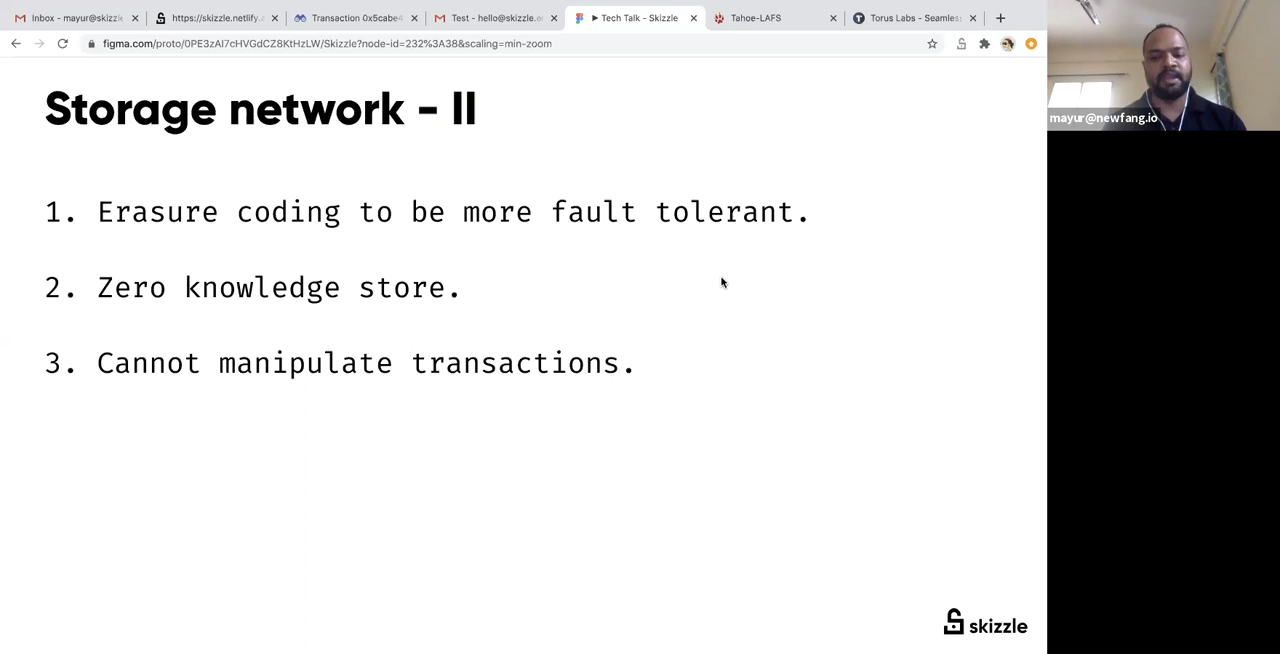 Inbox - mayur@skizzl
https://skizzle.netlify.a
Transaction 0x5cabe4
Test - hello@skizzle.e
Tech Talk - Skizzle
Tahoe-LAFS
Torus Labs - Seamles
figma.com/proto/0PE3zAI7cHVGdCZ8KtHzLW/Skizzle?node-id=232%3A38&scaling=min-zoom
mayur@newfang.io
Storage network - II
1. Erasure coding to be more fault tolerant.
2. Zero knowledge store.
3. Cannot manipulate transactions.
skizzle